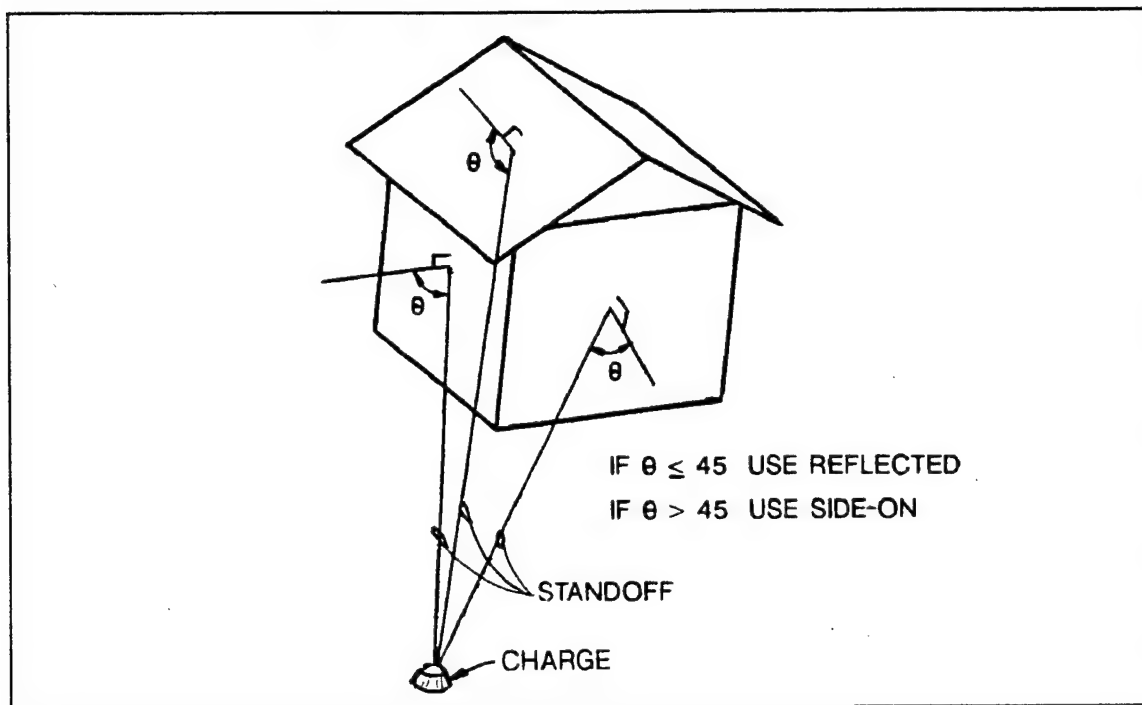 θ
θ
θ
IF θ ≤ 45 USE REFLECTED
IF θ > 45 USE SIDE-ON
STANDOFF
CHARGE